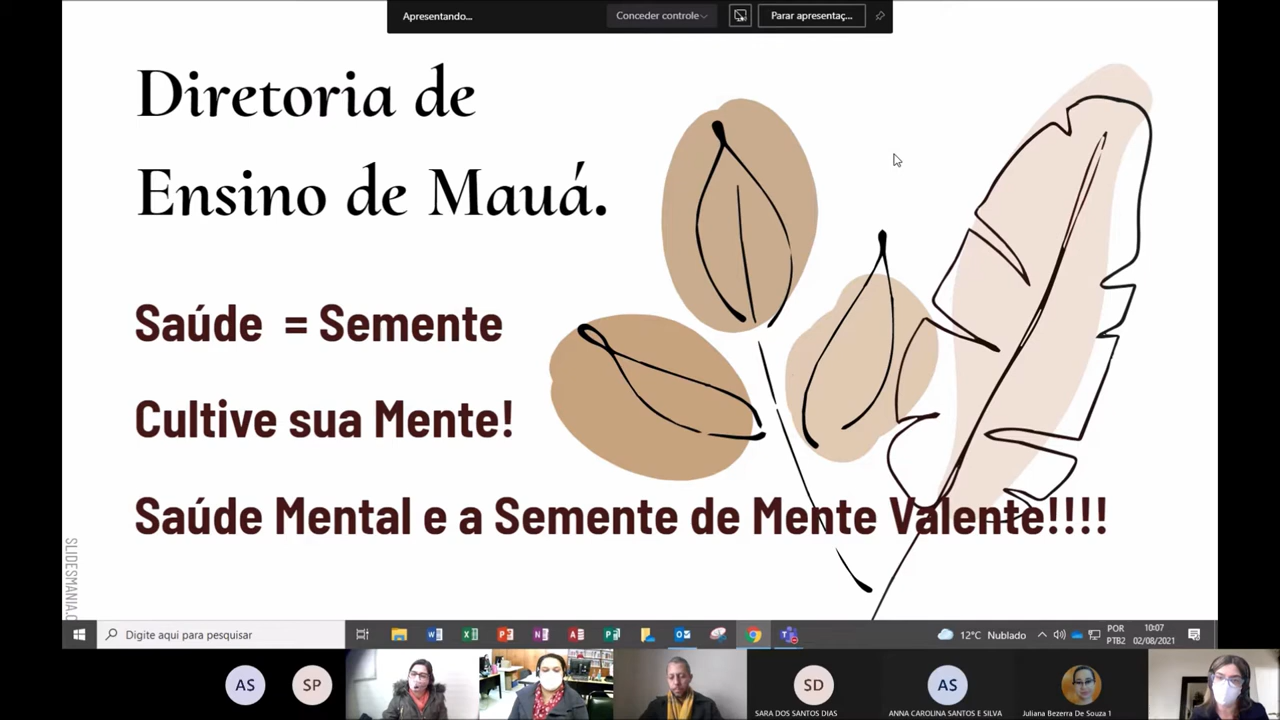 Apresentando...
Conceder controle
Parar apresentaç...
Diretoria de
Ensino de Mauá.
Saúde = Semente
Cultive sua Mente!
Saúde Mental e a Semente de Mente Valente!!!!
SLIDESMANIA.C
Digite aqui para pesquisar
12°C Nublado
POR
PTB2
10:07
02/08/2021
AS
SP
SD
SARA DOS SANTOS DIAS
AS
ANNA CAROLINA SANTOS E SILVA
Juliana Bezerra De Souza 1